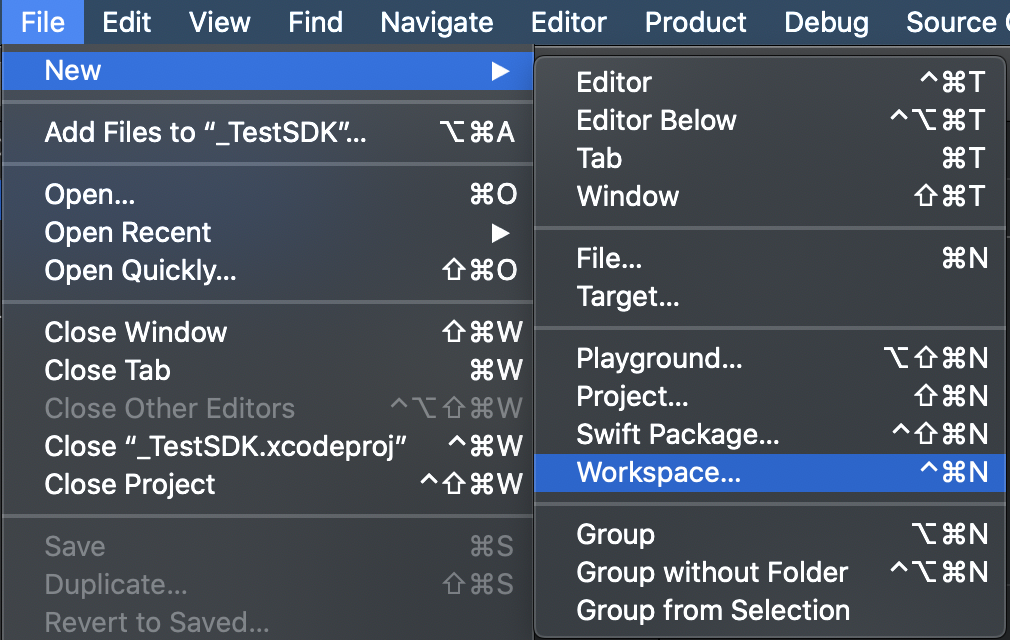 File Edit View Find Navigate Editor Product Debug Source
New ▶
Add Files to “_TestSDK”... ⌥⌘A
Open... ⌘O
Open Recent ▶
Open Quickly... ⇧⌘O
Close Window ⇧⌘W
Close Tab ⌘W
Close Other Editors ^⌥⇧⌘W
Close “_TestSDK.xcodeproj” ^⌘W
Close Project ^⇧⌘W
Save ⌘S
Duplicate... ⇧⌘S
Revert to Saved...
Editor ^⌘T
Editor Below ^⌥⌘T
Tab ⌘T
Window ⇧⌘T
File... ⌘N
Target...
Playground... ⌥⇧⌘N
Project... ⇧⌘N
Swift Package... ^⇧⌘N
Workspace... ^⌘N
Group ⌥⌘N
Group without Folder ^⌥⌘N
Group from Selection